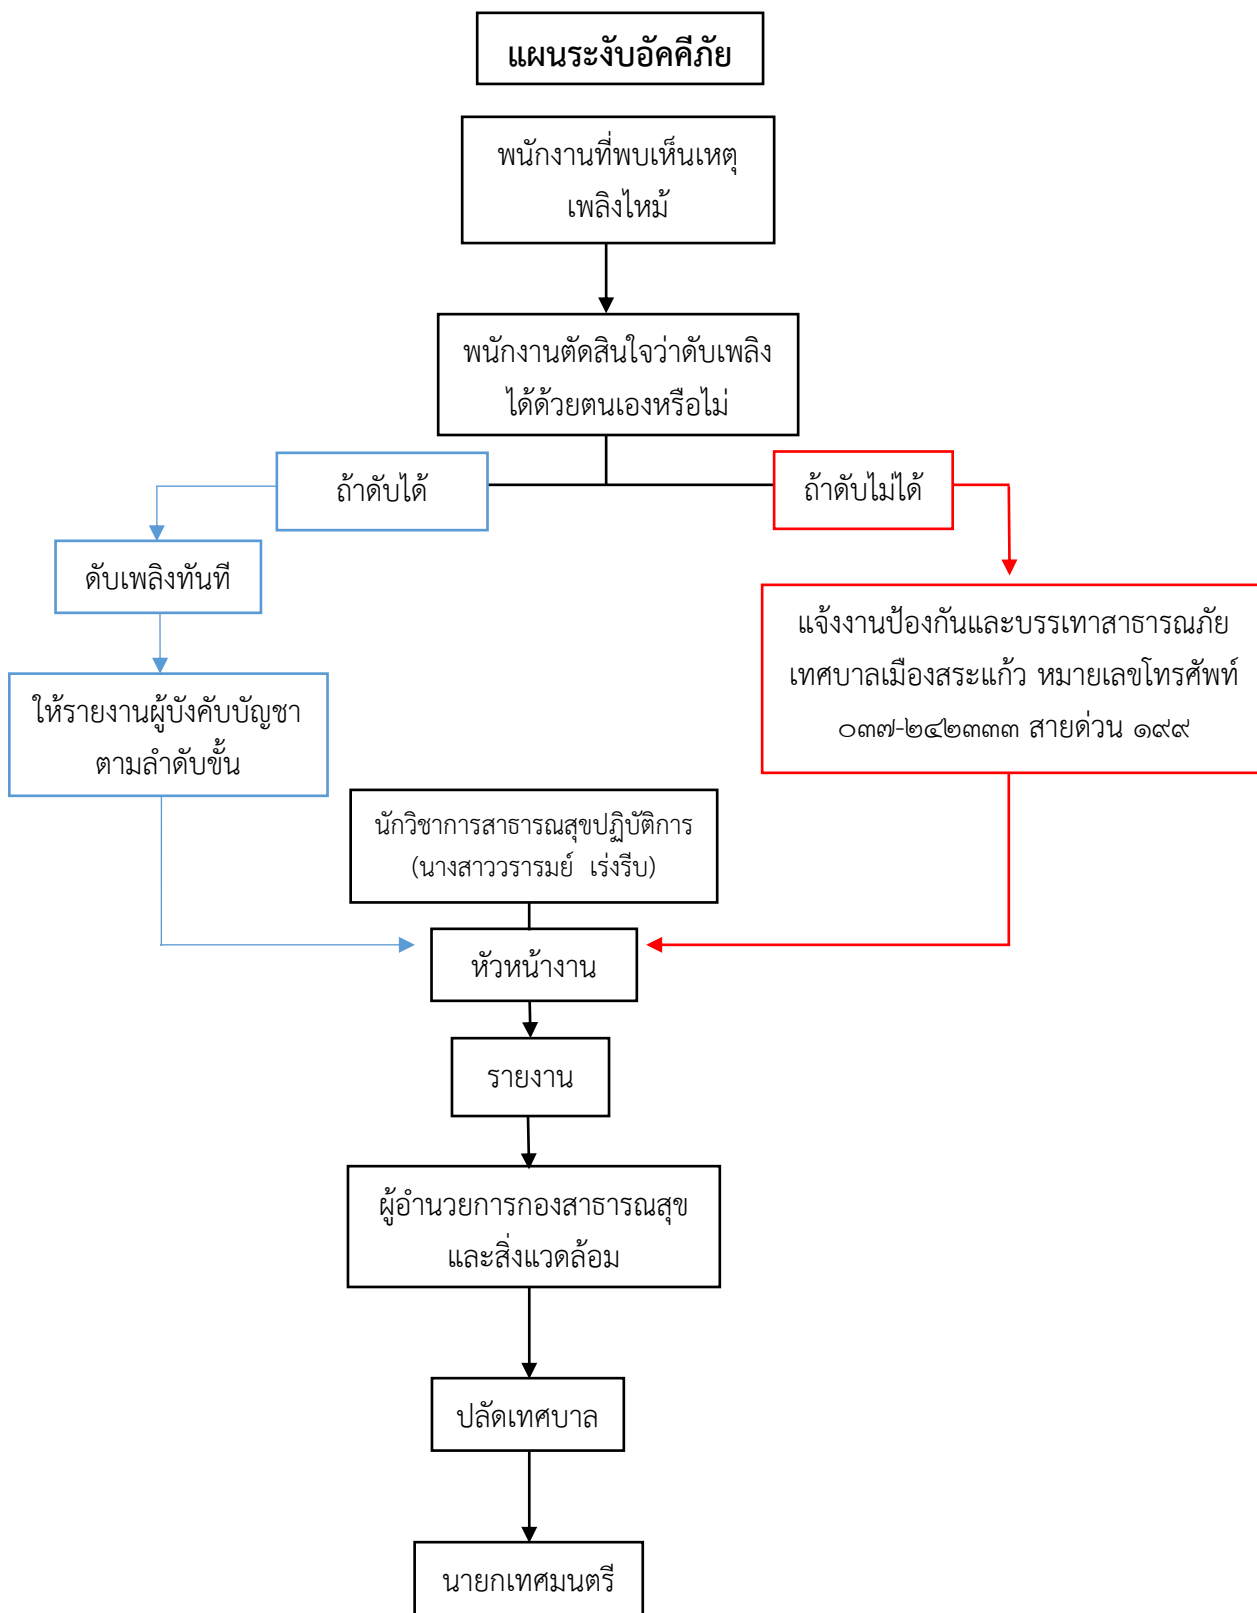 แผนระงับอัคคีภัย
พนักงานที่พบเห็นเหตุ
เพลิงไหม้
พนักงานตัดสินใจว่าดับเพลิง
ได้ด้วยตนเองหรือไม่
ถ้าดับได้
ถ้าดับไม่ได้
ดับเพลิงทันที
แจ้งงานป้องกันและบรรเทาสาธารณภัย
เทศบาลเมืองสระแก้ว หมายเลขโทรศัพท์
๐๓๗-๒๔๒๓๓๓ สายด่วน ๑๙๙
ให้รายงานผู้บังคับบัญชา
ตามลำดับขั้น
นักวิชาการสาธารณสุขปฏิบัติการ
(นางสาววรารมย์ เร่งรีบ)
หัวหน้างาน
รายงาน
ผู้อำนวยการกองสาธารณสุข
และสิ่งแวดล้อม
ปลัดเทศบาล
นายกเทศมนตรี